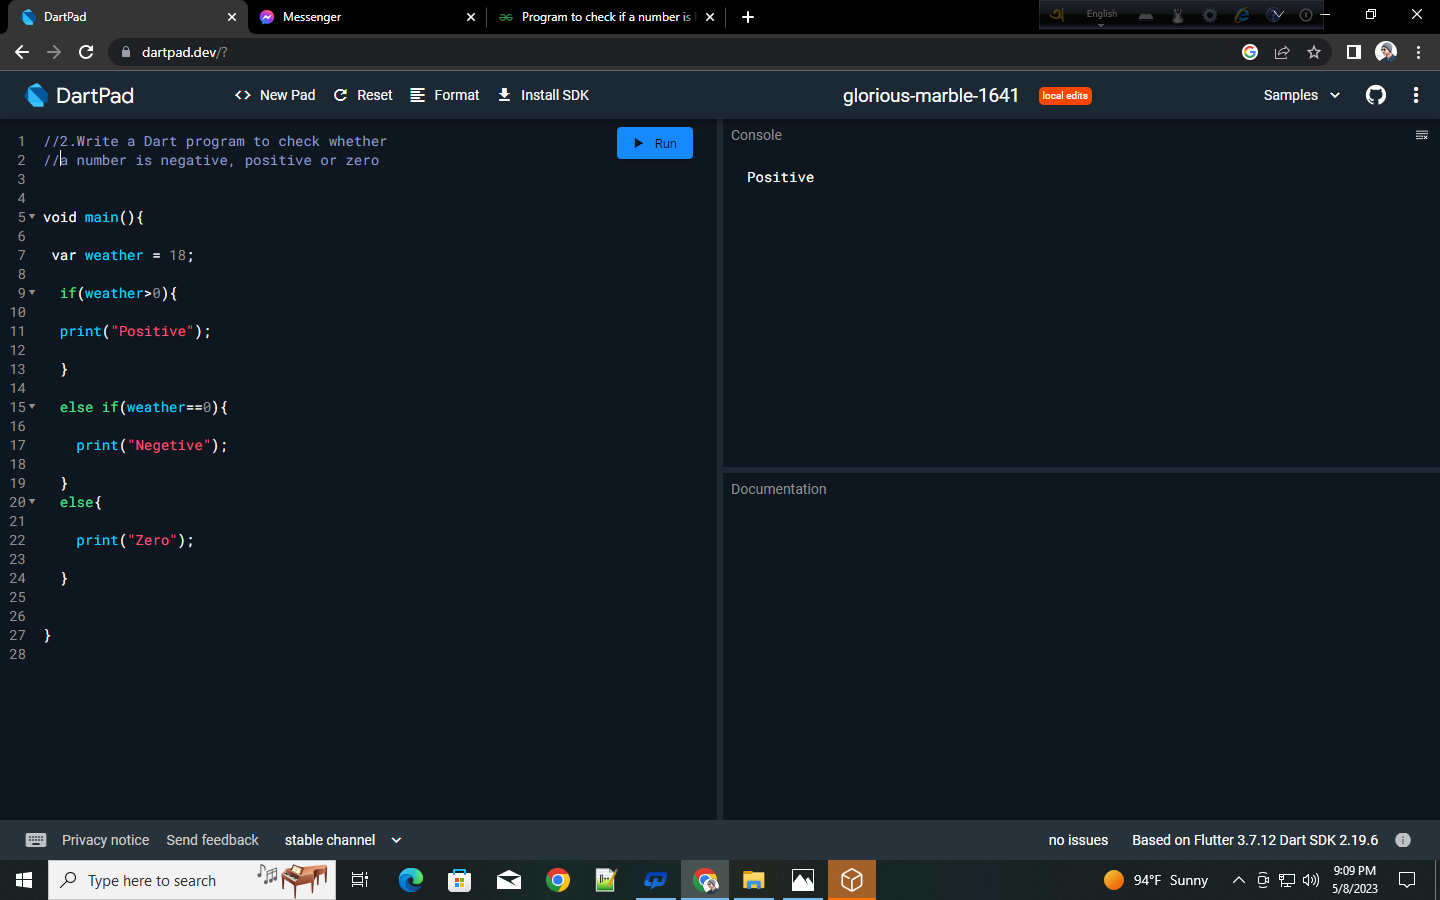 DartPad
Messenger
Program to check if a number is
English
dartpad.dev/?
DartPad
New Pad
Reset
Format
Install SDK
glorious-marble-1641
local edits
Samples
1 //2.Write a Dart program to check whether
2 //a number is negative, positive or zero
3
4
5 void main(){
6
7 var weather = 18;
8
9 if(weather>0){
10
11 print("Positive");
12
13 }
14
15 else if(weather==0){
16
17 print("Negetive");
18
19 }
20 else{
21
22 print("Zero");
23
24 }
25
26
27 }
28
Run
Console
Positive
Documentation
Privacy notice
Send feedback
stable channel
no issues
Based on Flutter 3.7.12 Dart SDK 2.19.6
Type here to search
94°F Sunny
9:09 PM
5/8/2023